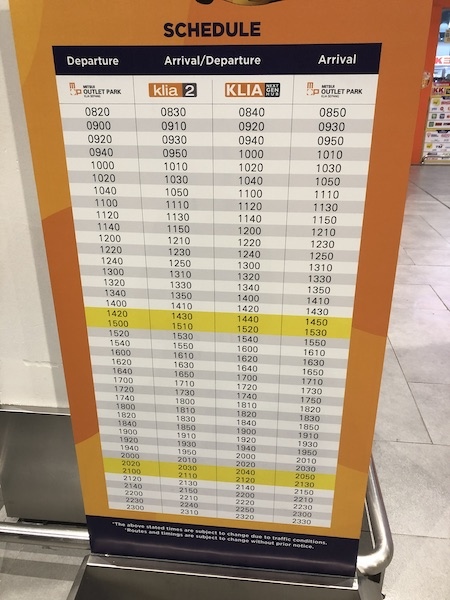 SCHEDULE
Departure Arrival/Departure Arrival
MITSUI OUTLET PARK KLIA SEPANG klia 2 KLIA NEXT GEN HUB MITSUI OUTLET PARK KLIA SEPANG
0820 0830 0840 0850
0900 0910 0920 0930
0920 0930 0940 0950
0940 0950 1000 1010
1000 1010 1020 1030
1020 1030 1040 1050
1040 1050 1100 1110
1100 1110 1120 1130
1120 1130 1140 1150
1140 1150 1200 1210
1200 1210 1220 1230
1220 1230 1240 1250
1240 1250 1300 1310
1300 1310 1320 1330
1320 1330 1340 1350
1340 1350 1400 1410
1400 1410 1420 1430
1420 1430 1440 1450
1500 1510 1520 1530
1520 1530 1540 1550
1540 1550 1600 1610
1600 1610 1620 1630
1620 1630 1640 1650
1640 1650 1700 1710
1700 1710 1720 1730
1720 1730 1740 1750
1740 1750 1800 1810
1800 1810 1820 1830
1820 1830 1840 1850
1840 1850 1900 1910
1900 1910 1920 1930
1920 1930 1940 1950
1940 1950 2000 2010
2000 2010 2020 2030
2020 2030 2040 2050
2100 2110 2120 2130
2120 2130 2140 2150
2140 2150 2200 2210
2200 2210 2220 2230
2230 2240 2250 2300
2300 2310 2320 2330
*The above stated times are subject to change due to traffic conditions.
*Routes and timings are subject to change without prior notice.